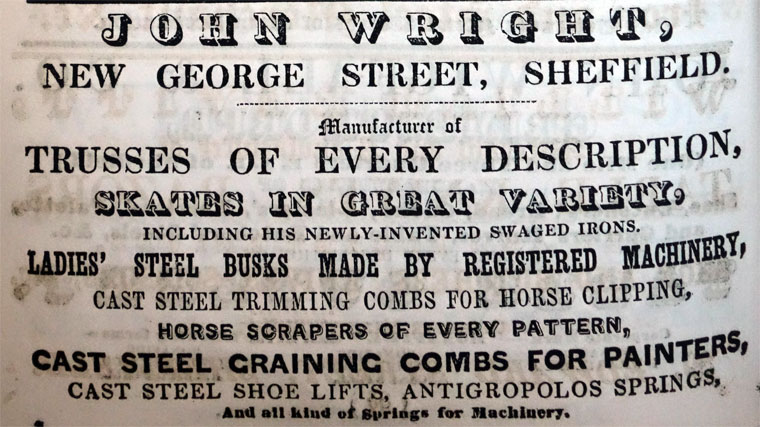 JOHN WRIGHT,
NEW GEORGE STREET, SHEFFIELD.
Manufacturer of
TRUSSES OF EVERY DESCRIPTION,
SKATES IN GREAT VARIETY,
INCLUDING HIS NEWLY-INVENTED SWAGED IRONS.
LADIES' STEEL BUSKS MADE BY REGISTERED MACHINERY,
CAST STEEL TRIMMING COMBS FOR HORSE CLIPPING,
HORSE SCRAPERS OF EVERY PATTERN,
CAST STEEL GRAINING COMBS FOR PAINTERS,
CAST STEEL SHOE LIFTS, ANTIGROPOLOS SPRINGS,
And all kind of Springs for Machinery.